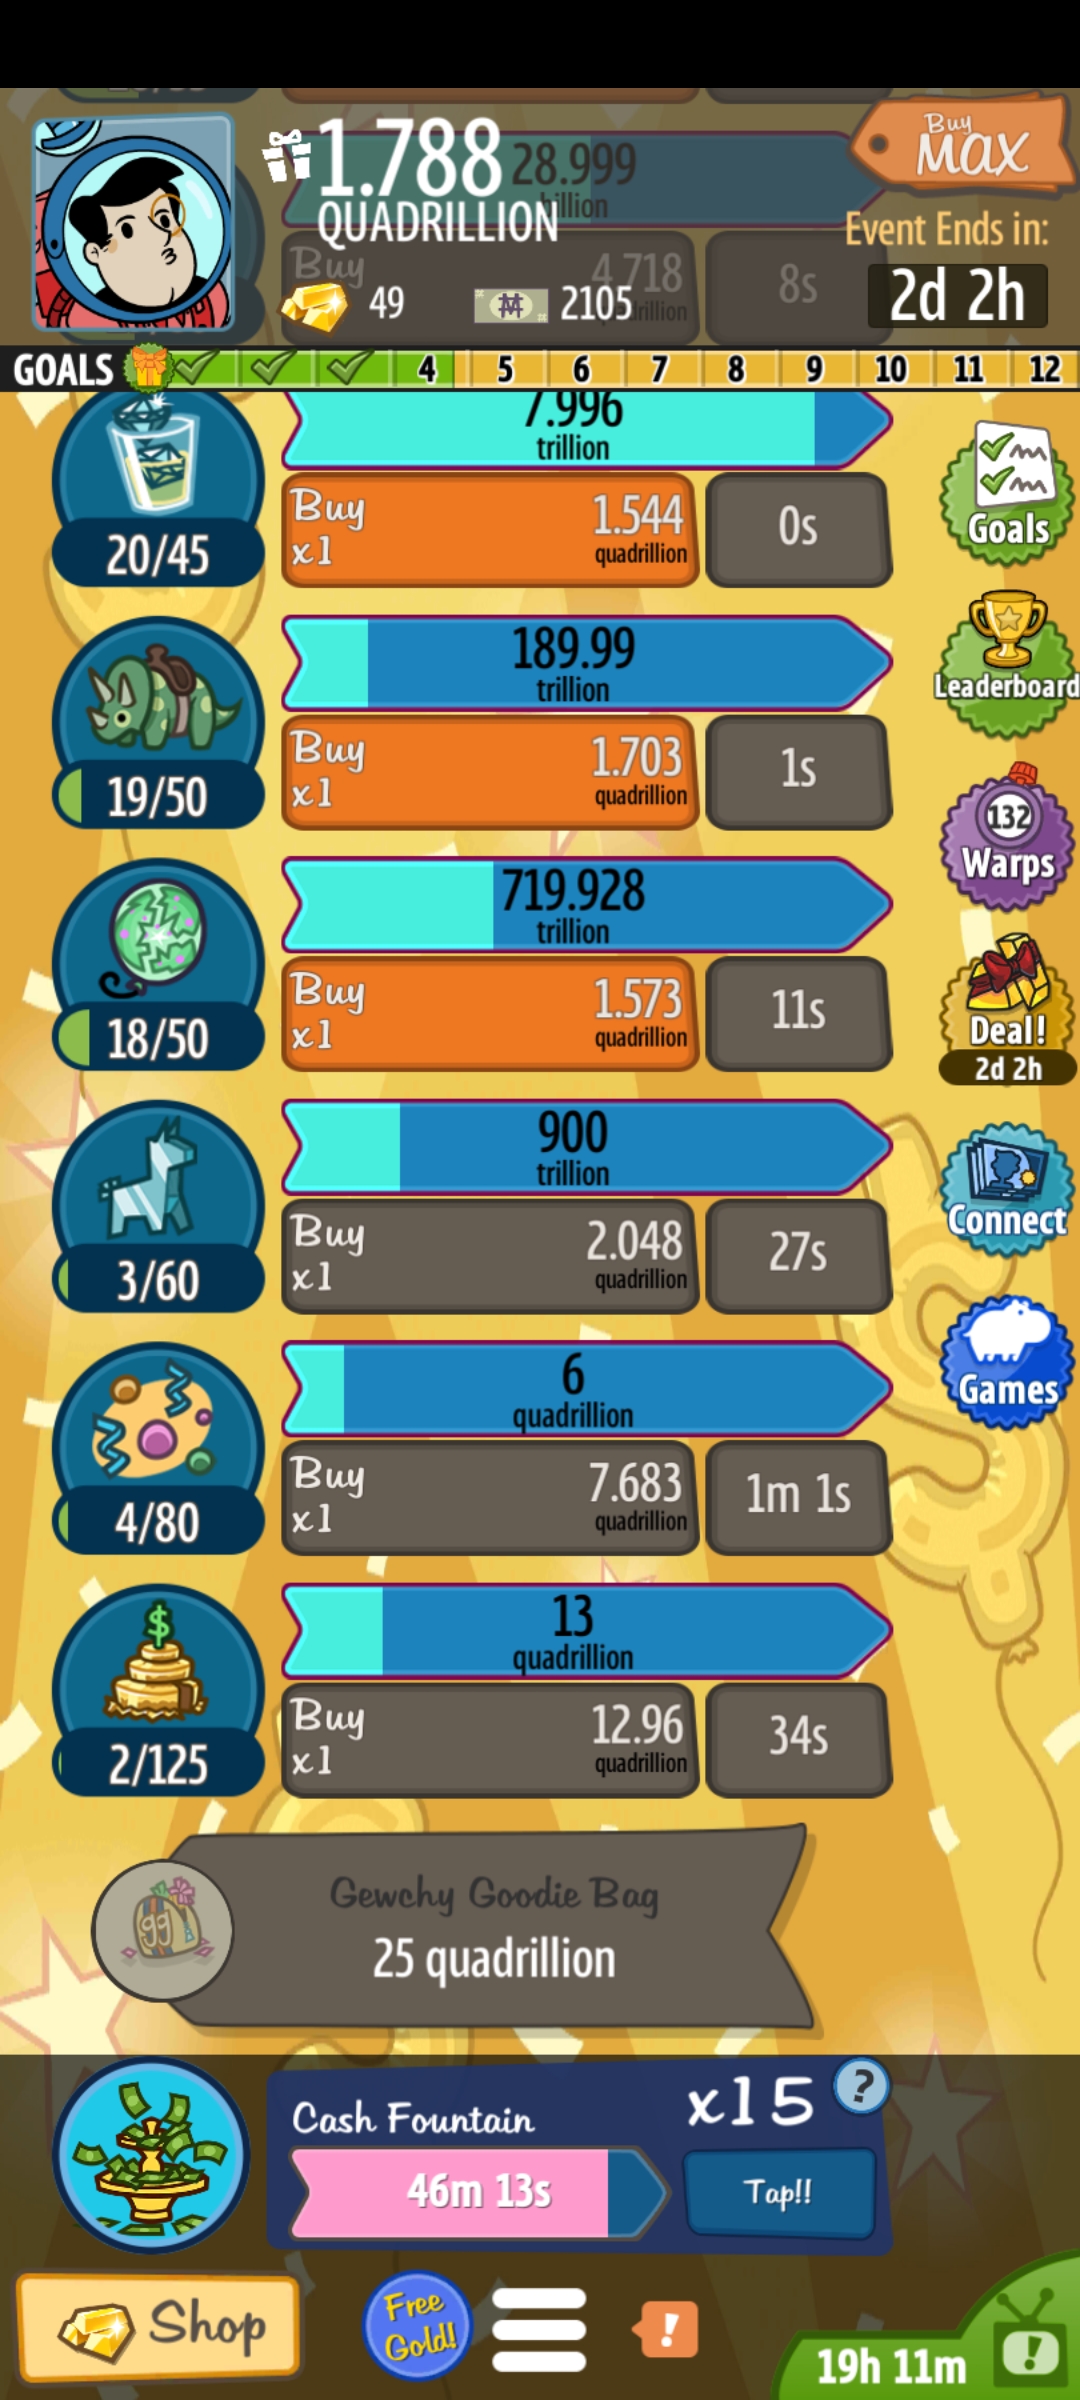 1.788
28.999
QUADRILLION
Buy
MAX
Event Ends in:
2d 2h
Buy
4.718
8s
49
2105
GOALS 4 5 6 7 8 9 10 11 12
7.996
trillion
20/45
Buy
x1
1.544
quadrillion
0s
Goals
189.99
trillion
19/50
Buy
x1
1.703
quadrillion
1s
Leaderboard
719.928
trillion
18/50
Buy
x1
1.573
quadrillion
11s
132
Warps
Deal!
2d 2h
900
trillion
3/60
Buy
x1
2.048
quadrillion
27s
Connect
6
quadrillion
4/80
Buy
x1
7.683
quadrillion
1m 1s
Games
$
13
quadrillion
2/125
Buy
x1
12.96
quadrillion
34s
gg
Gewchy Goodie Bag
25 quadrillion
Cash Fountain
x15
?
46m 13s
Tap!!
Shop
Free
Gold!
!
19h 11m
!